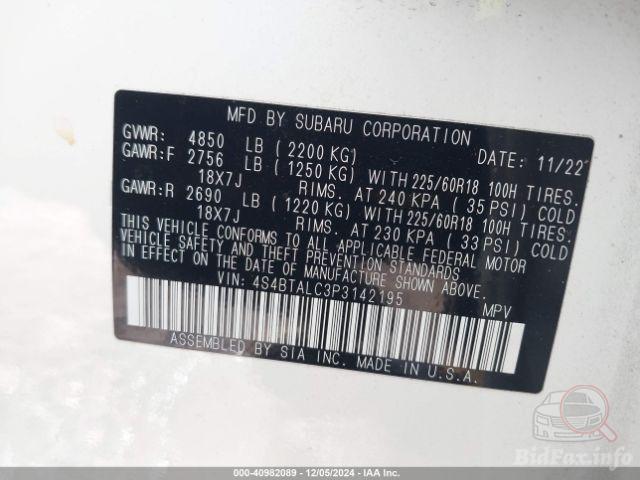 MFD BY SUBARU CORPORATION
GVWR: 4850 LB (2200 KG) DATE: 11/22
GAWR:F 2756 LB (1250 KG) WITH 225/60R18 100H TIRES.
18X7J RIMS. AT 240 KPA (35 PSI) COLD
GAWR:R 2690 LB (1220 KG) WITH 225/60R18 100H TIRES.
18X7J RIMS. AT 230 KPA (33 PSI) COLD
THIS VEHICLE CONFORMS TO ALL APPLICABLE FEDERAL MOTOR
VEHICLE SAFETY AND THEFT PREVENTION STANDARDS
IN EFFECT ON THE DATE OF MANUFACTURE SHOWN ABOVE.
VIN: 4S4BTALC3P3142195 MPV
ASSEMBLED BY SIA INC. MADE IN U.S.A.
BidFax.info
000-40982089 - 12/05/2024 - IAA Inc.